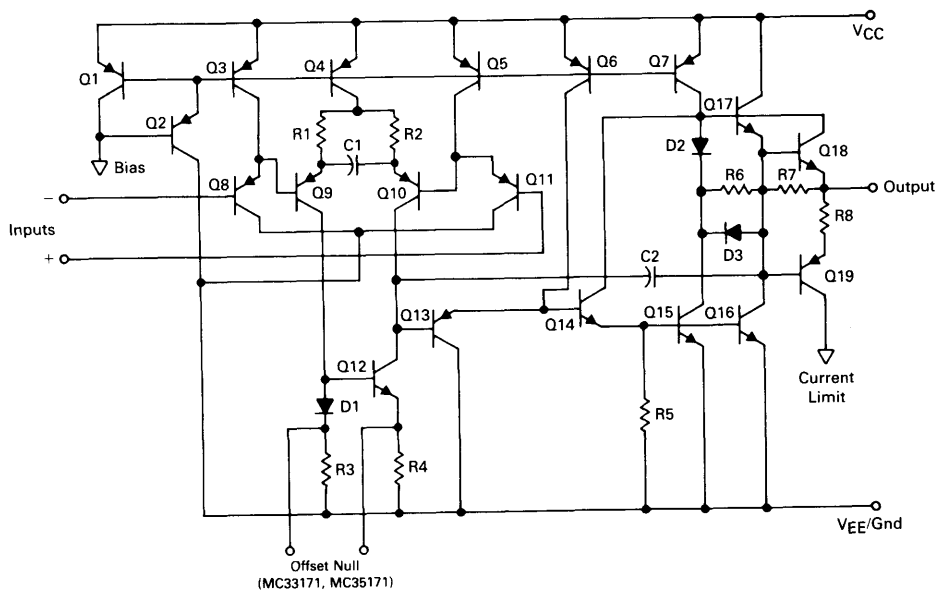 VCC
Q1
Q3
Q4
Q5
Q6
Q7
Q17
Q2
R1
R2
C1
D2
Q18
Bias
R6
R7
Output
−
Q8
Q9
Q10
Q11
R8
Inputs
D3
+
C2
Q19
Q13
Q14
Q15
Q16
Q12
Current
Limit
D1
R5
R3
R4
VEE/Gnd
Offset Null
(MC33171, MC35171)